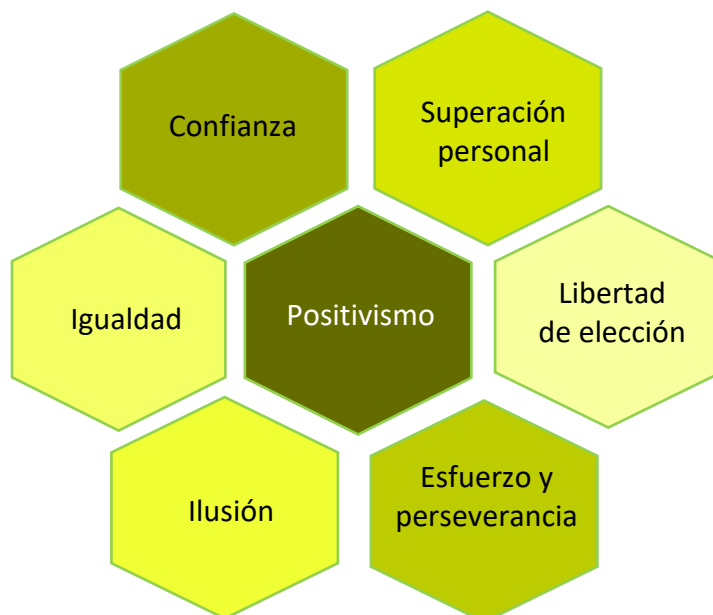 Confianza
Superación
personal
Igualdad
Positivismo
Libertad
de elección
Ilusión
Esfuerzo y
perseverancia